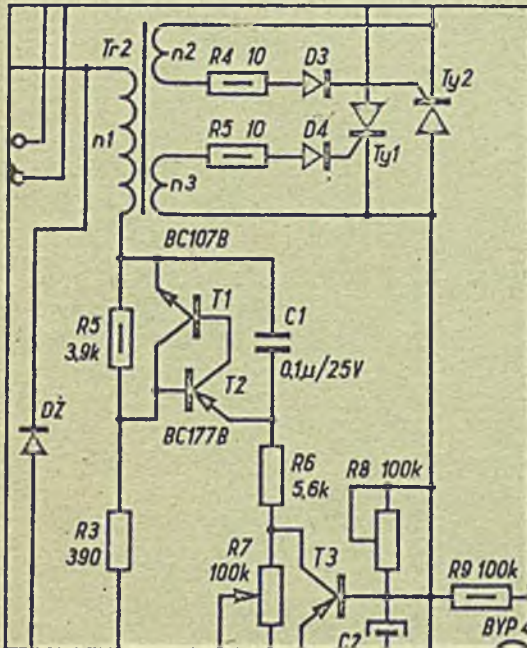 Tr2
n2
R4 10
D3
Ty2
n1
R5 10
D4
Ty1
n3
BC107B
T1
C1
R5
3,9k
0,1µ/25V
T2
DŻ
BC177B
R6
5,6k
R8 100k
R3
390
R7
100k
T3
R9 100k
C2
BYP